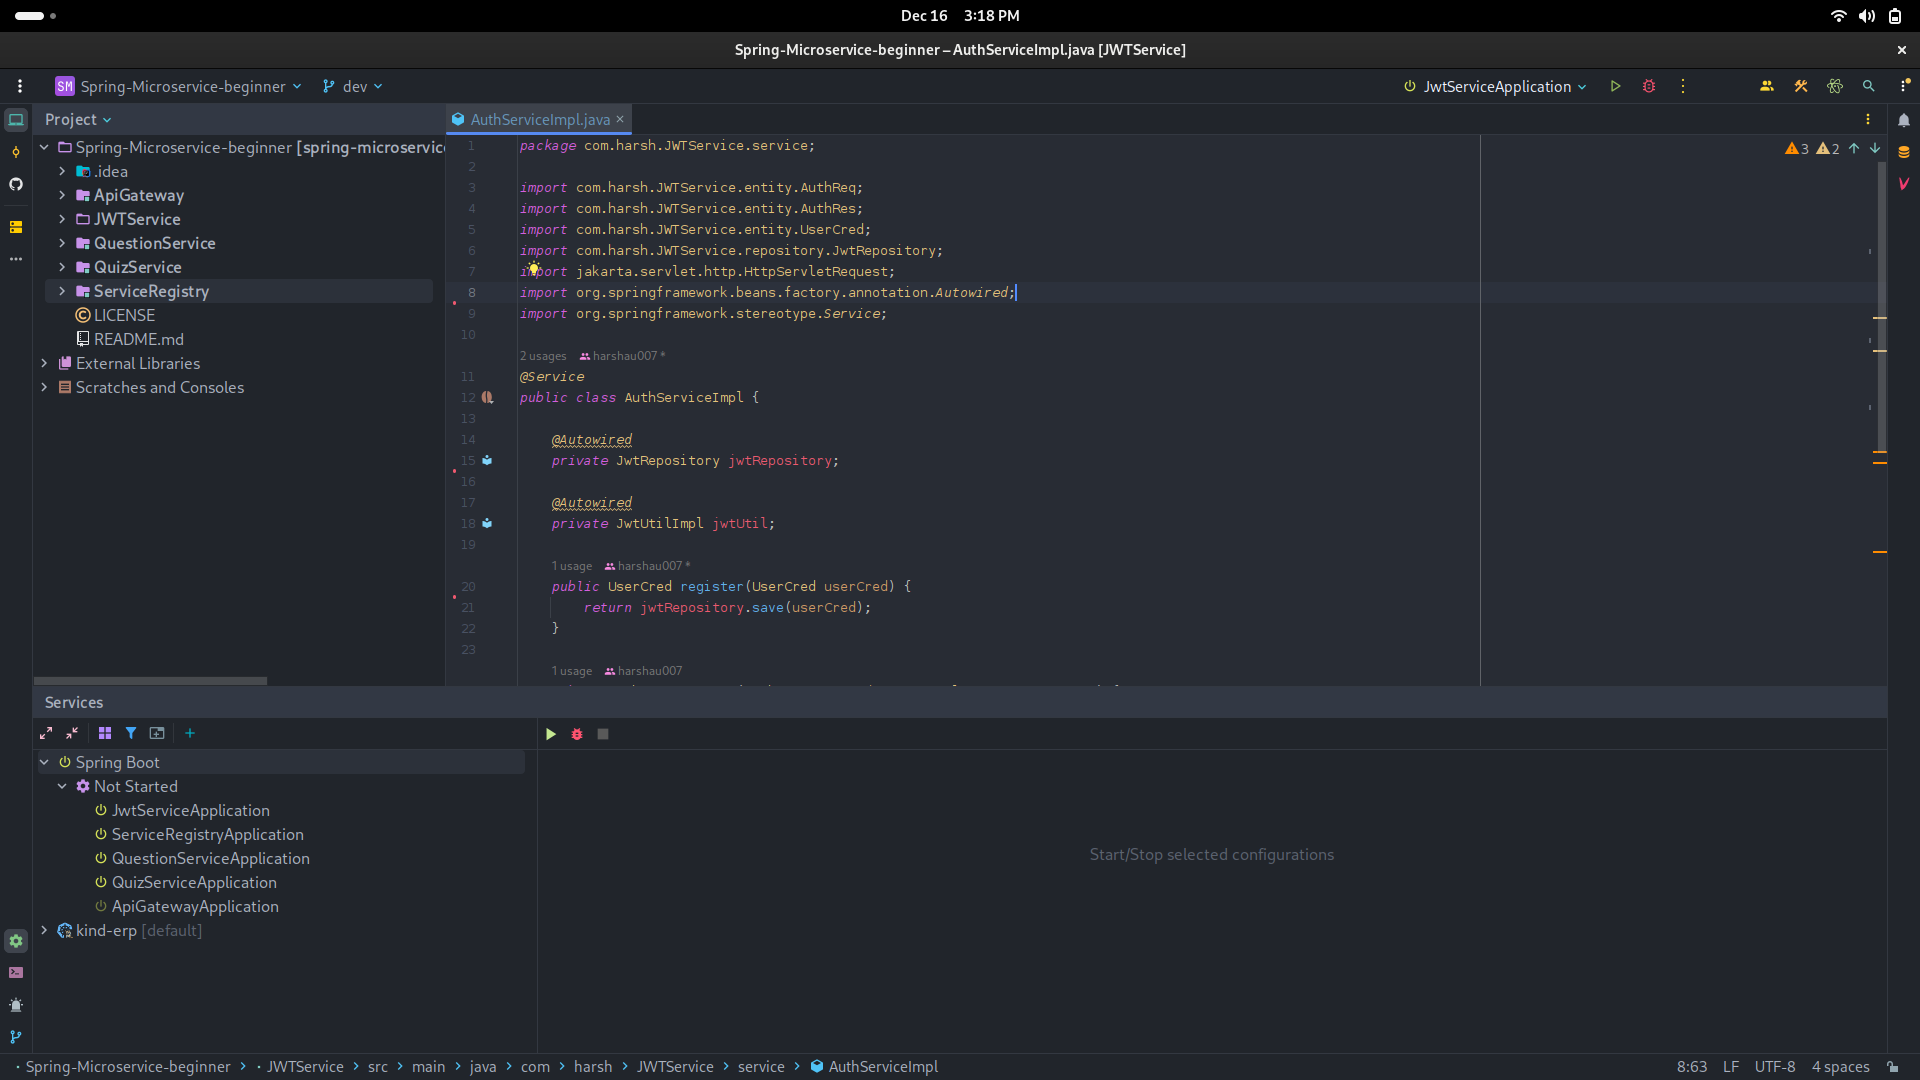 Dec 16 3:18 PM
Spring-Microservice-beginner – AuthServiceImpl.java [JWTService]
SM Spring-Microservice-beginner dev JwtServiceApplication
Project
Spring-Microservice-beginner [spring-microservic
.idea
ApiGateway
JWTService
QuestionService
QuizService
ServiceRegistry
LICENSE
README.md
External Libraries
Scratches and Consoles
AuthServiceImpl.java
3 2
1 package com.harsh.JWTService.service;
2
3 import com.harsh.JWTService.entity.AuthReq;
4 import com.harsh.JWTService.entity.AuthRes;
5 import com.harsh.JWTService.entity.UserCred;
6 import com.harsh.JWTService.repository.JwtRepository;
7 import jakarta.servlet.http.HttpServletRequest;
8 import org.springframework.beans.factory.annotation.Autowired;
9 import org.springframework.stereotype.Service;
10
2 usages harshau007 *
11 @Service
12 public class AuthServiceImpl {
13
14 @Autowired
15 private JwtRepository jwtRepository;
16
17 @Autowired
18 private JwtUtilImpl jwtUtil;
19
1 usage harshau007 *
20 public UserCred register(UserCred userCred) {
21 return jwtRepository.save(userCred);
22 }
23
1 usage harshau007
Services
Spring Boot
Not Started
JwtServiceApplication
ServiceRegistryApplication
QuestionServiceApplication
QuizServiceApplication
ApiGatewayApplication
kind-erp [default]
Start/Stop selected configurations
Spring-Microservice-beginner > JWTService > src > main > java > com > harsh > JWTService > service > AuthServiceImpl
8:63 LF UTF-8 4 spaces